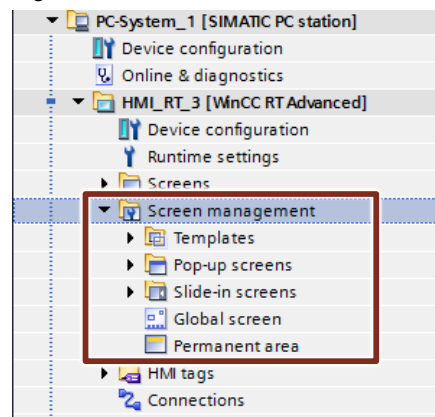 PC-System_1 [SIMATIC PC station]
Device configuration
Online & diagnostics
HMI_RT_3 [WinCC RT Advanced]
Device configuration
Runtime settings
Screens
Screen management
Templates
Pop-up screens
Slide-in screens
Global screen
Permanent area
HMI tags
Connections